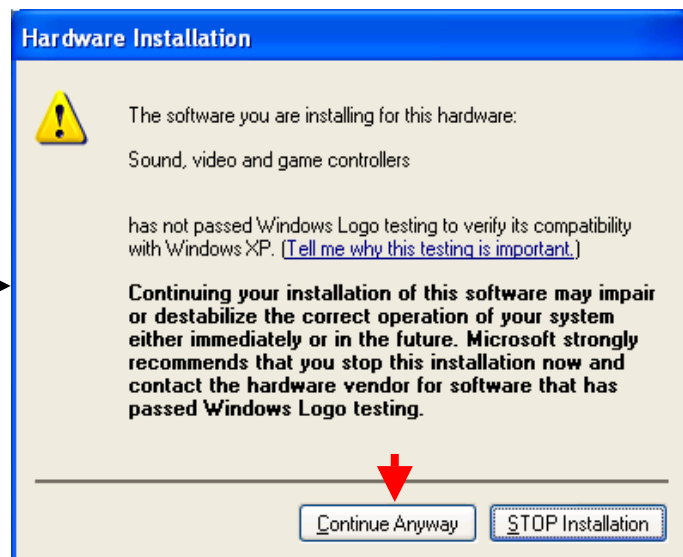 Hardware Installation
The software you are installing for this hardware:
Sound, video and game controllers
has not passed Windows Logo testing to verify its compatibility
with Windows XP. (Tell me why this testing is important.)
Continuing your installation of this software may impair
or destabilize the correct operation of your system
either immediately or in the future. Microsoft strongly
recommends that you stop this installation now and
contact the hardware vendor for software that has
passed Windows Logo testing.
Continue Anyway
STOP Installation